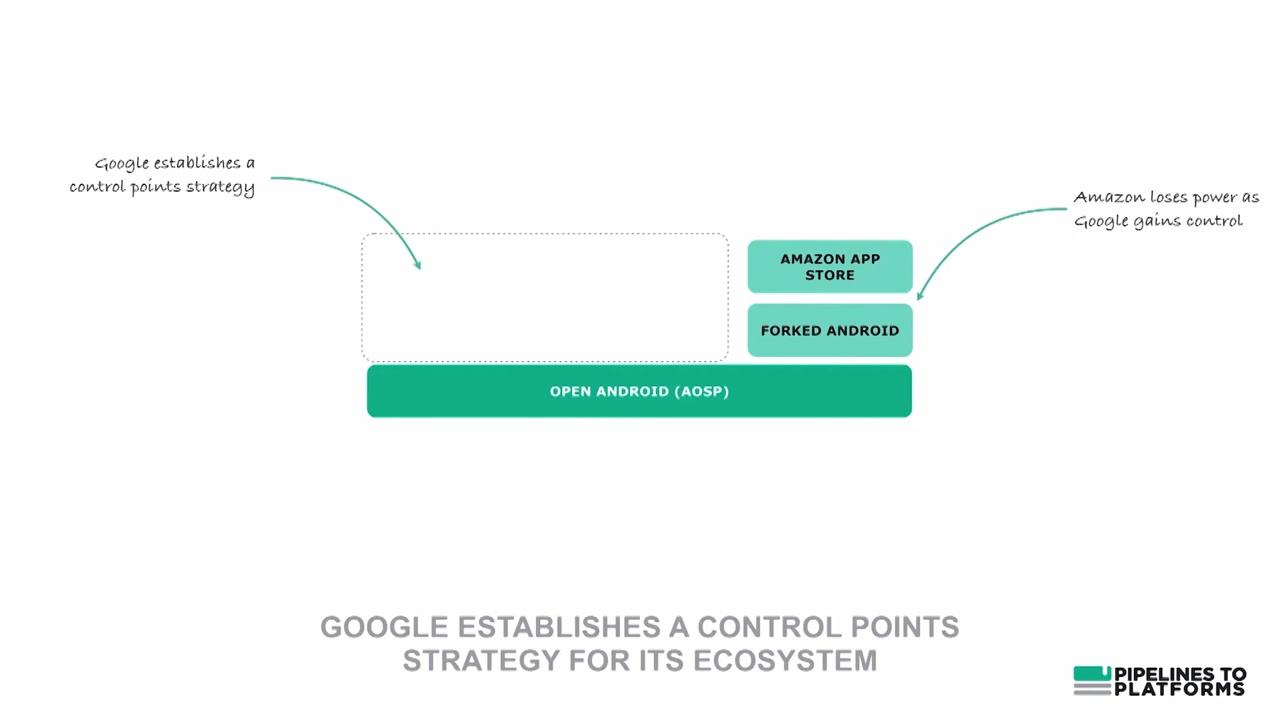 Google establishes a
control points strategy
Amazon loses power as
Google gains control
AMAZON APP
STORE
FORKED ANDROID
OPEN ANDROID (AOSP)
GOOGLE ESTABLISHES A CONTROL POINTS
STRATEGY FOR ITS ECOSYSTEM
PIPELINES TO
PLATFORMS